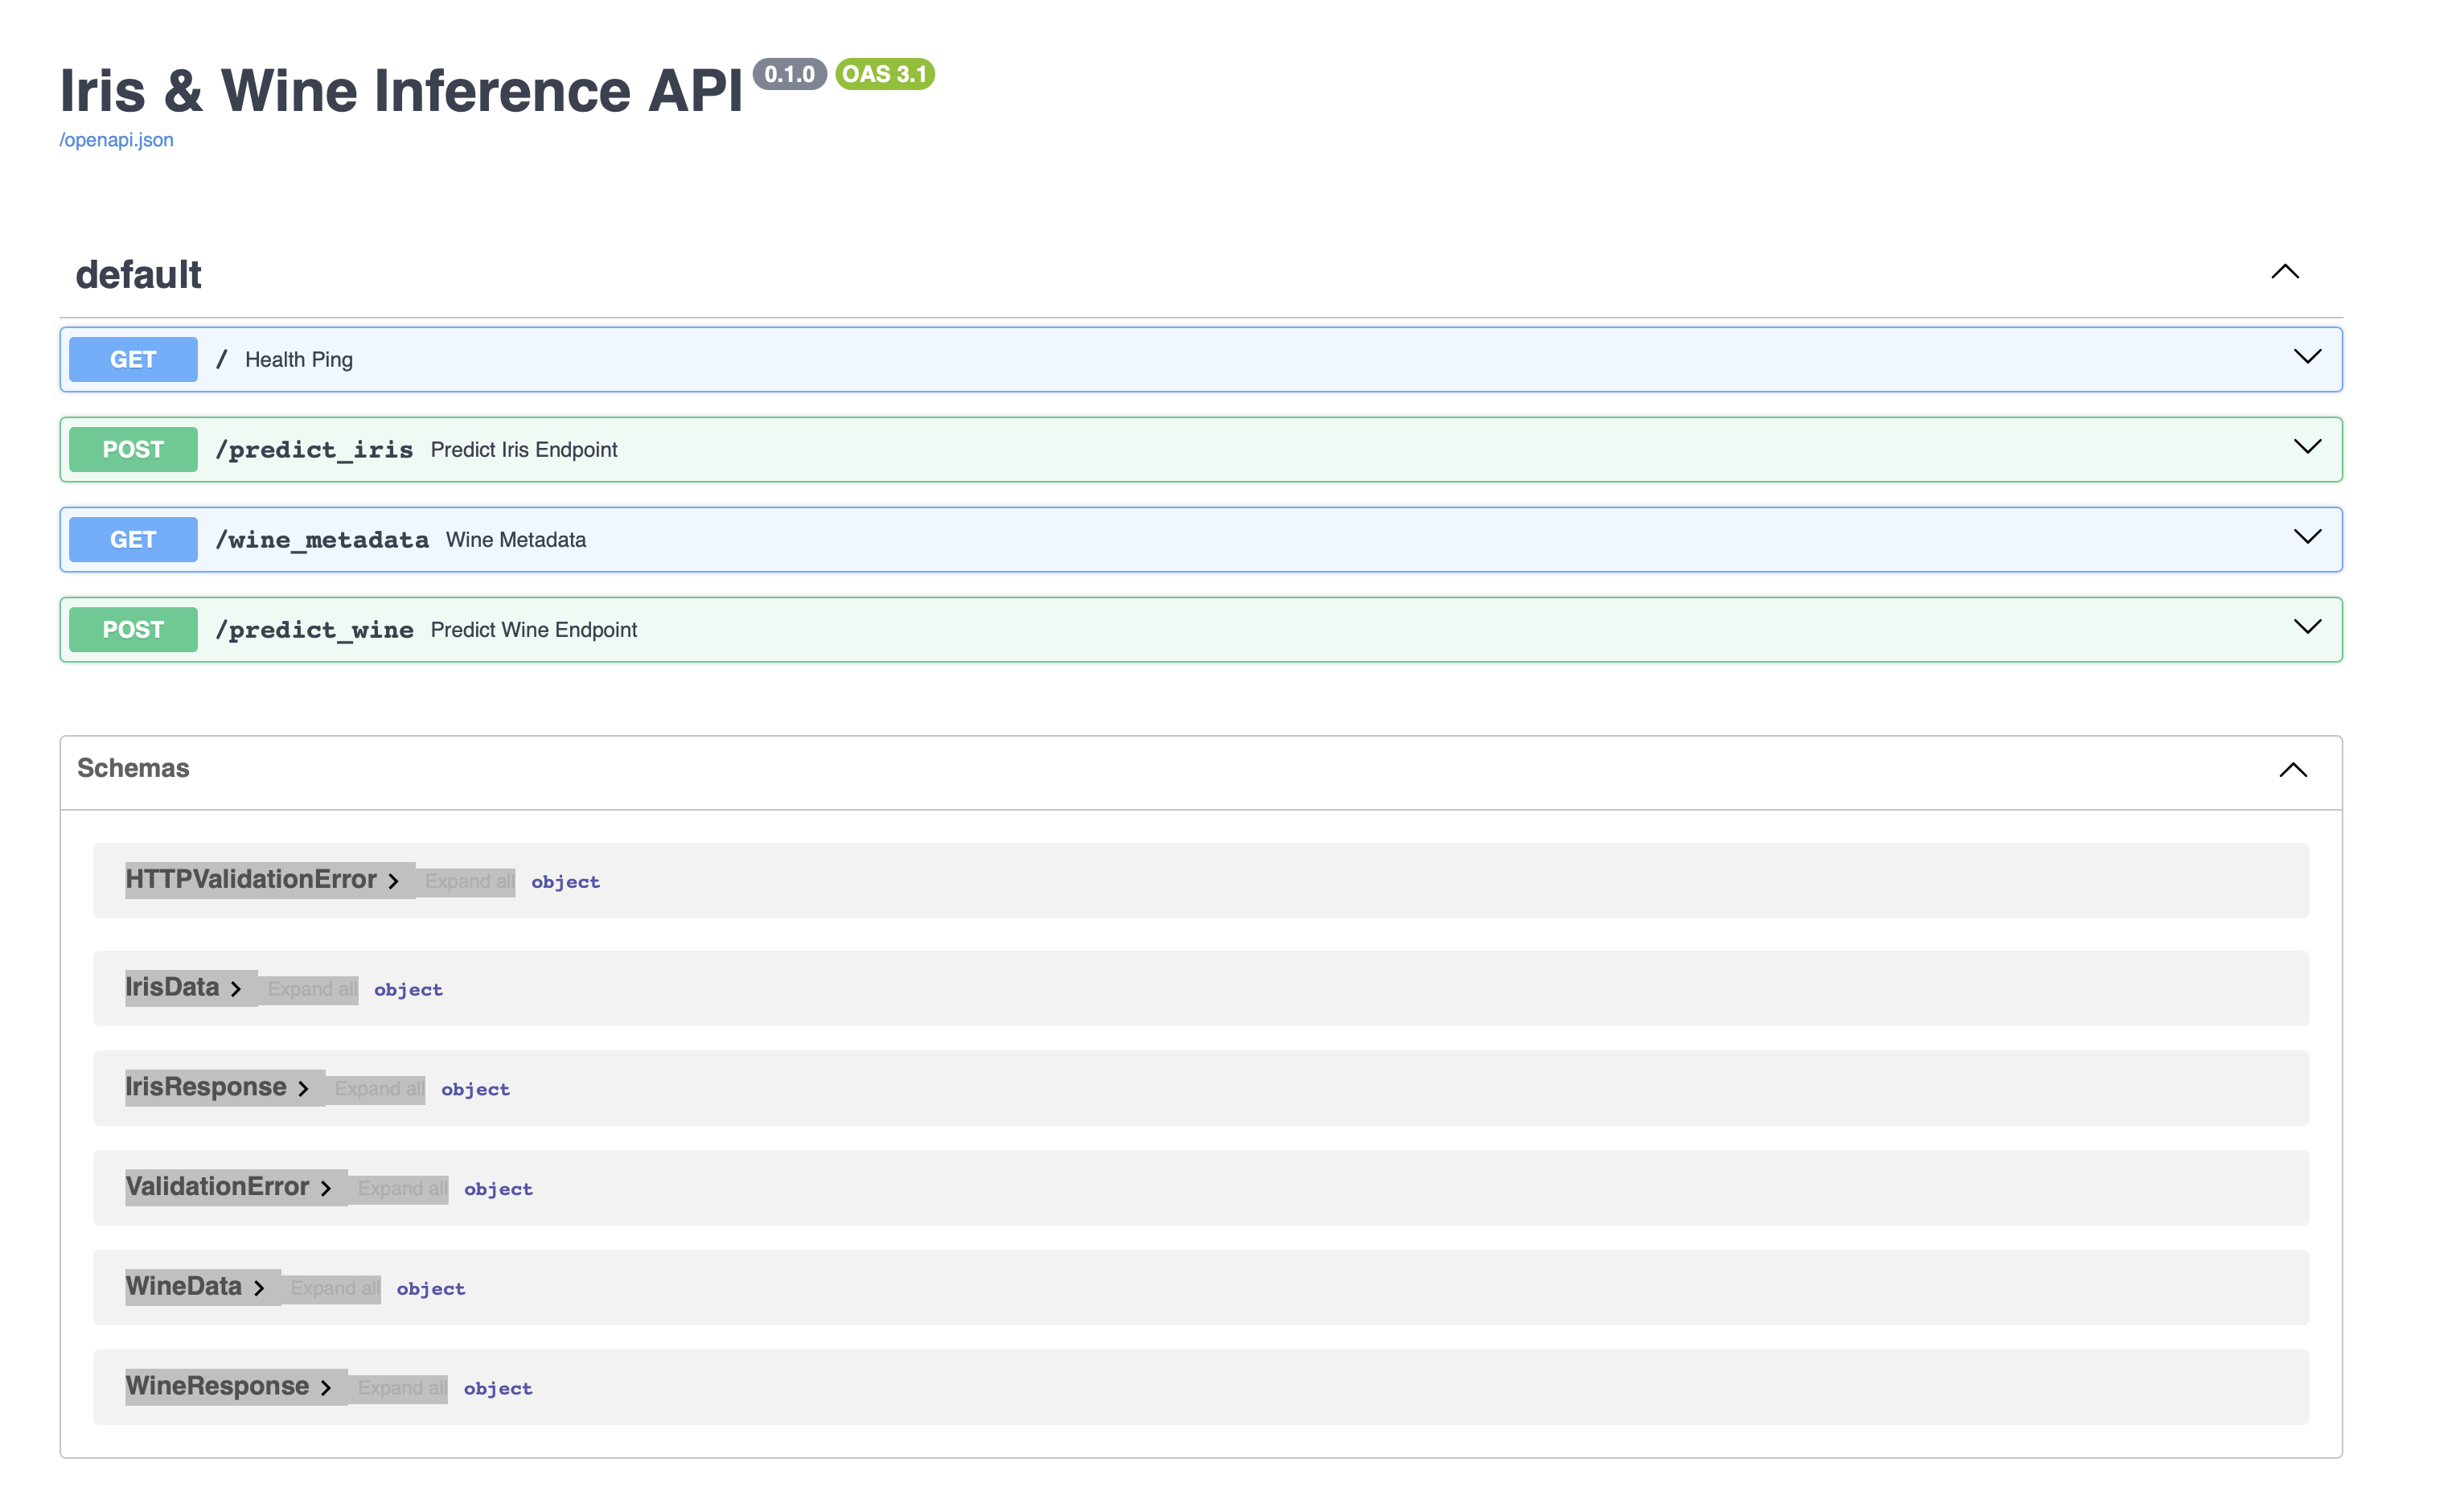 Iris & Wine Inference API 0.1.0 OAS 3.1
/openapi.json
default
GET / Health Ping
POST /predict_iris Predict Iris Endpoint
GET /wine_metadata Wine Metadata
POST /predict_wine Predict Wine Endpoint
Schemas
HTTPValidationError Expand all object
IrisData Expand all object
IrisResponse Expand all object
ValidationError Expand all object
WineData Expand all object
WineResponse Expand all object